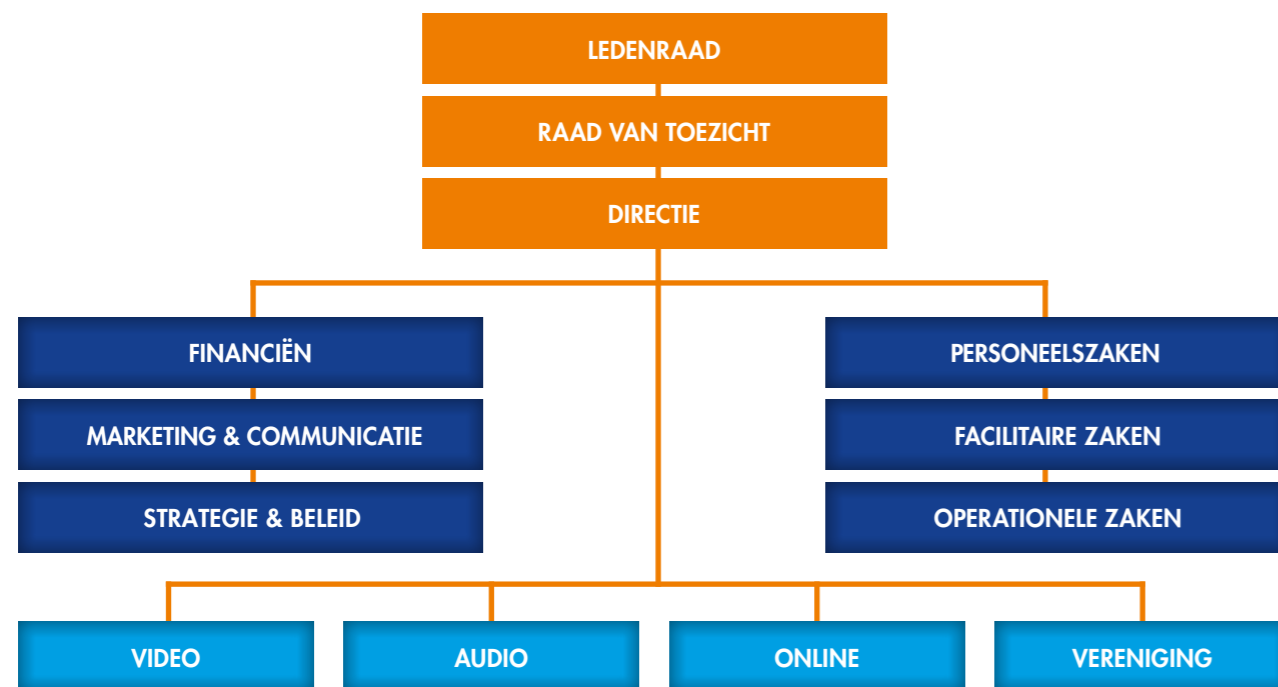 LEDENRAAD
RAAD VAN TOEZICHT
DIRECTIE
FINANCIËN
PERSONEELSZAKEN
MARKETING & COMMUNICATIE
FACILITAIRE ZAKEN
STRATEGIE & BELEID
OPERATIONELE ZAKEN
VIDEO
AUDIO
ONLINE
VERENIGING